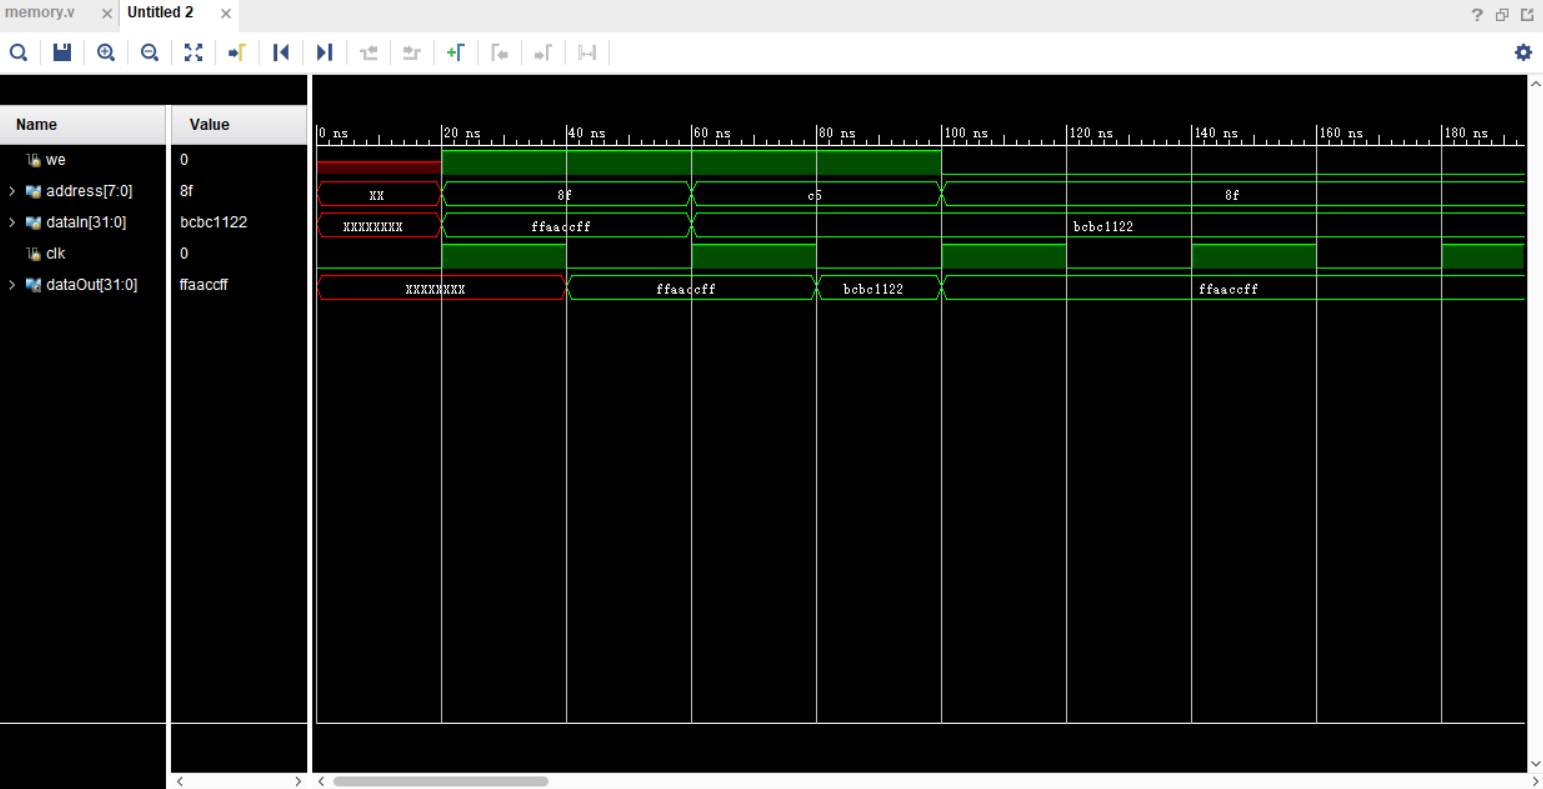 memory.v × Untitled 2 ×
?
Name Value
0 ns 20 ns 40 ns 60 ns 80 ns 100 ns 120 ns 140 ns 160 ns 180 ns
we 0
address[7:0] 8f XX 8f c5 8f
dataIn[31:0] bcbc1122 XXXXXXXX ffaaccff bcbc1122
clk 0
dataOut[31:0] ffaaccff XXXXXXXX ffaaccff bcbc1122 ffaaccff